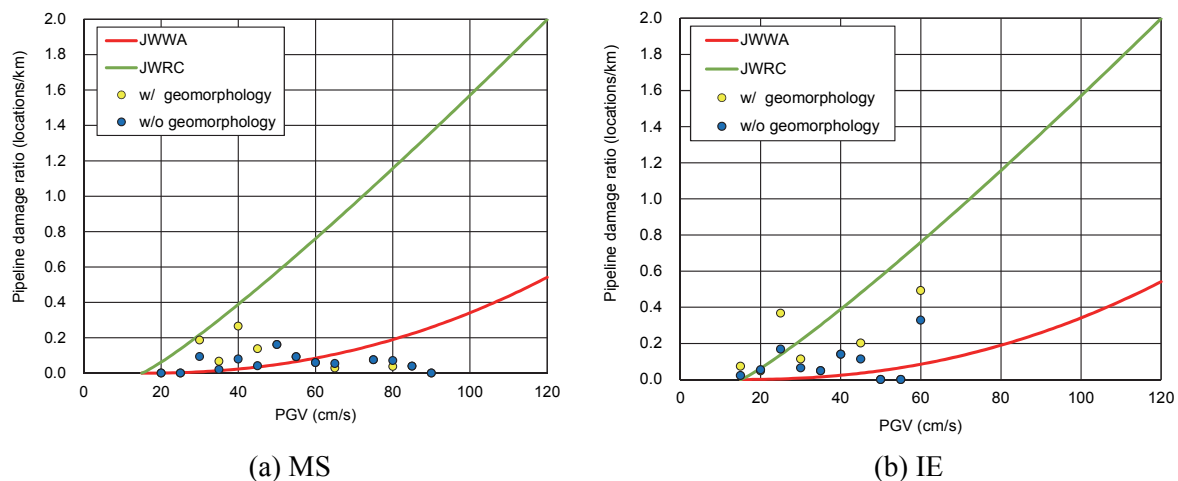 2.0
1.8
1.6
1.4
1.2
1.0
0.8
0.6
0.4
0.2
0.0
Pipeline damage ratio (locations/km)
JWWA
JWRC
w/ geomorphology
w/o geomorphology
0 20 40 60 80 100 120
PGV (cm/s)
(a) MS
2.0
1.8
1.6
1.4
1.2
1.0
0.8
0.6
0.4
0.2
0.0
Pipeline damage ratio (locations/km)
JWWA
JWRC
w/ geomorphology
w/o geomorphology
0 20 40 60 80 100 120
PGV (cm/s)
(b) IE